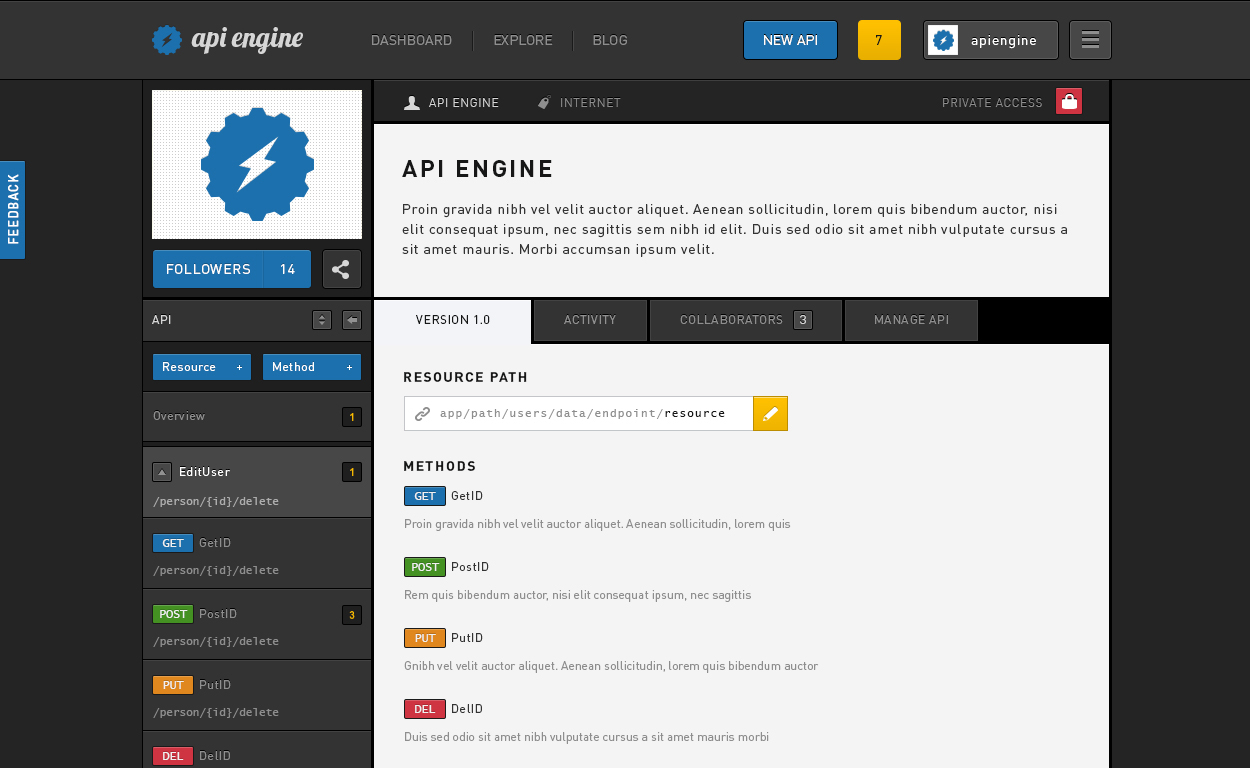 api engine
DASHBOARD
EXPLORE
BLOG
NEW API
7
apiengine
FEEDBACK
FOLLOWERS 14
API ENGINE
INTERNET
PRIVATE ACCESS
API ENGINE
Proin gravida nibh vel velit auctor aliquet. Aenean sollicitudin, lorem quis bibendum auctor, nisi
elit consequat ipsum, nec sagittis sem nibh id elit. Duis sed odio sit amet nibh vulputate cursus a
sit amet mauris. Morbi accumsan ipsum velit.
API
Resource +
Method +
Overview 1
EditUser 1
/person/{id}/delete
GET GetID
/person/{id}/delete
POST PostID 3
/person/{id}/delete
PUT PutID
/person/{id}/delete
DEL DelID
VERSION 1.0
ACTIVITY
COLLABORATORS 3
MANAGE API
RESOURCE PATH
app/path/users/data/endpoint/resource
METHODS
GET GetID
Proin gravida nibh vel velit auctor aliquet. Aenean sollicitudin, lorem quis
POST PostID
Rem quis bibendum auctor, nisi elit consequat ipsum, nec sagittis
PUT PutID
Gnibh vel velit auctor aliquet. Aenean sollicitudin, lorem quis bibendum auctor
DEL DelID
Duis sed odio sit amet nibh vulputate cursus a sit amet mauris morbi